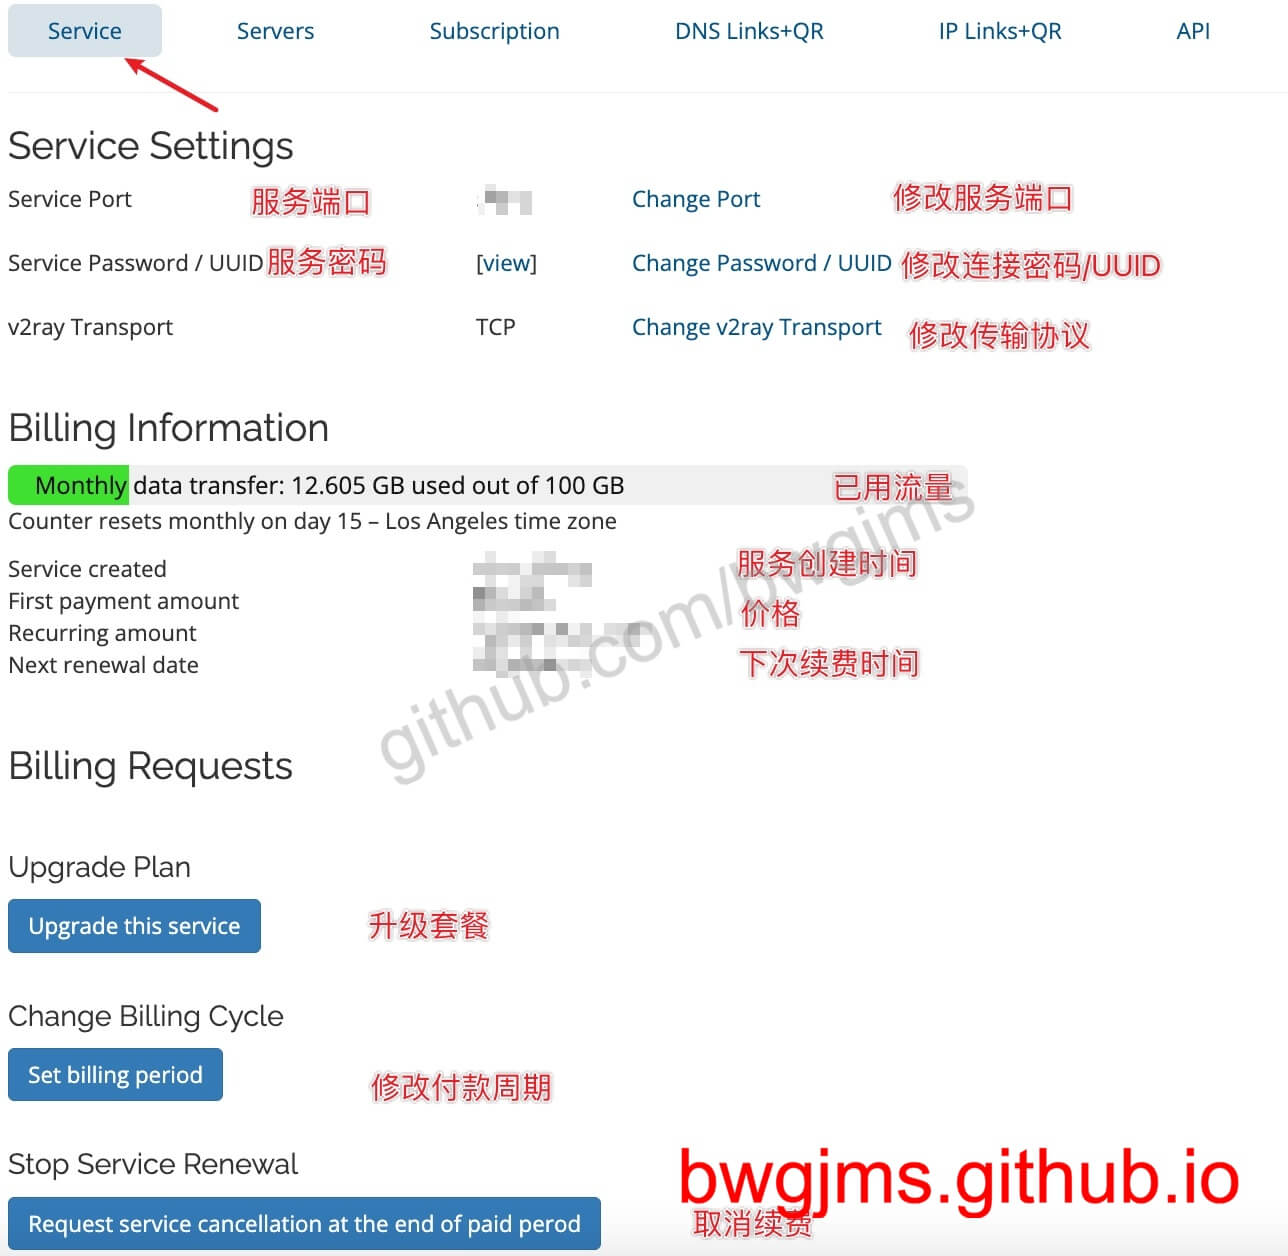 Service Servers Subscription DNS Links+QR IP Links+QR API
Service Settings
Service Port 服务端口 Change Port 修改服务端口
Service Password / UUID 服务密码 [view] Change Password / UUID 修改连接密码/UUID
v2ray Transport TCP Change v2ray Transport 修改传输协议
Billing Information
Monthly data transfer: 12.605 GB used out of 100 GB 已用流量
Counter resets monthly on day 15 – Los Angeles time zone
Service created 服务创建时间
First payment amount 价格
Recurring amount
Next renewal date 下次续费时间
github.com/bwgjms
Billing Requests
Upgrade Plan
Upgrade this service 升级套餐
Change Billing Cycle
Set billing period 修改付款周期
Stop Service Renewal
bwgjms.github.io
Request service cancellation at the end of paid perod 取消续费